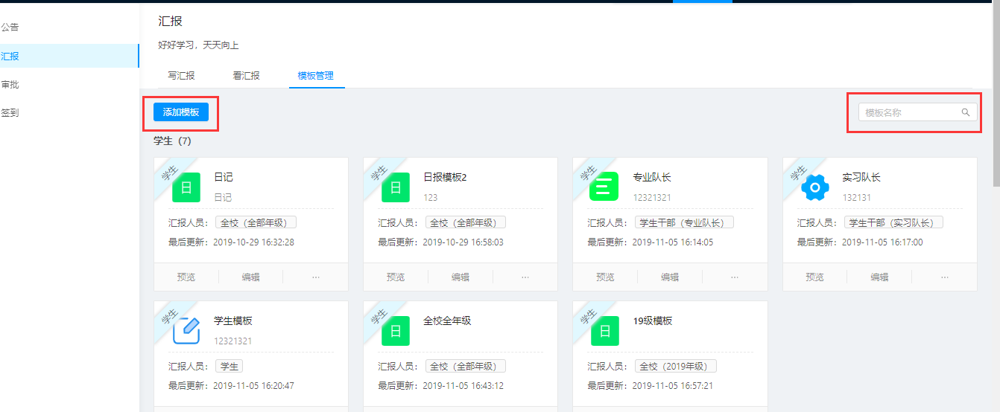 公告
汇报
审批
签到
汇报
好好学习，天天向上
写汇报 看汇报 模板管理
添加模板 模板名称
学生（7）
学生 日 日记
日记
汇报人员： 全校（全部年级）
最后更新：2019-10-29 16:32:28
预览 编辑 ···
学生 日 日报模板2
123
汇报人员： 全校（全部年级）
最后更新：2019-10-29 16:58:03
预览 编辑 ···
学生 专业队长
12321321
汇报人员： 学生干部（专业队长）
最后更新：2019-11-05 16:14:05
预览 编辑 ···
学生 实习队长
132131
汇报人员： 学生干部（实习队长）
最后更新：2019-11-05 16:17:00
预览 编辑 ···
学生 学生模板
12321321
汇报人员： 学生
最后更新：2019-11-05 16:20:47
学生 日 全校全年级
汇报人员： 全校（全部年级）
最后更新：2019-11-05 16:43:12
学生 日 19级模板
汇报人员： 全校（2019年级）
最后更新：2019-11-05 16:57:21